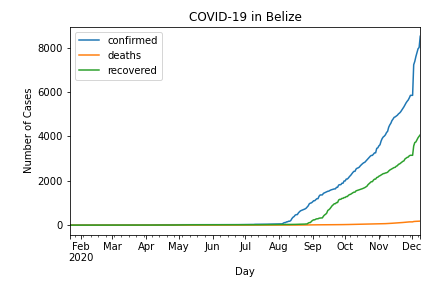 COVID-19 in Belize
confirmed
deaths
recovered
Number of Cases
8000
6000
4000
2000
0
Feb Mar Apr May Jun Jul Aug Sep Oct Nov Dec
2020
Day